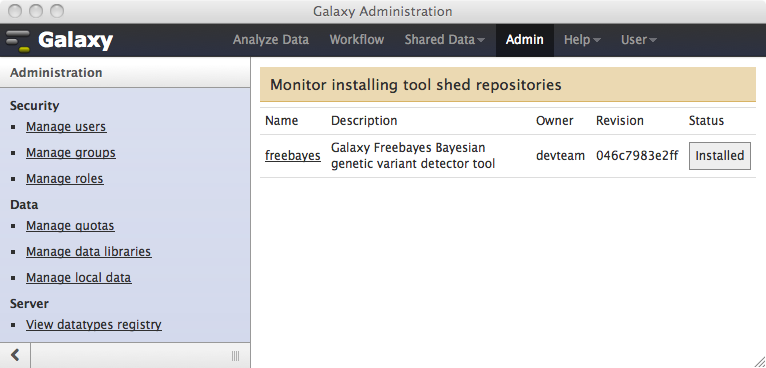 Galaxy Administration
Galaxy
Analyze Data Workflow Shared Data Admin Help User
Administration
Security
Manage users
Manage groups
Manage roles
Data
Manage quotas
Manage data libraries
Manage local data
Server
View datatypes registry
Monitor installing tool shed repositories
Name Description Owner Revision Status
freebayes Galaxy Freebayes Bayesian
genetic variant detector tool devteam 046c7983e2ff Installed